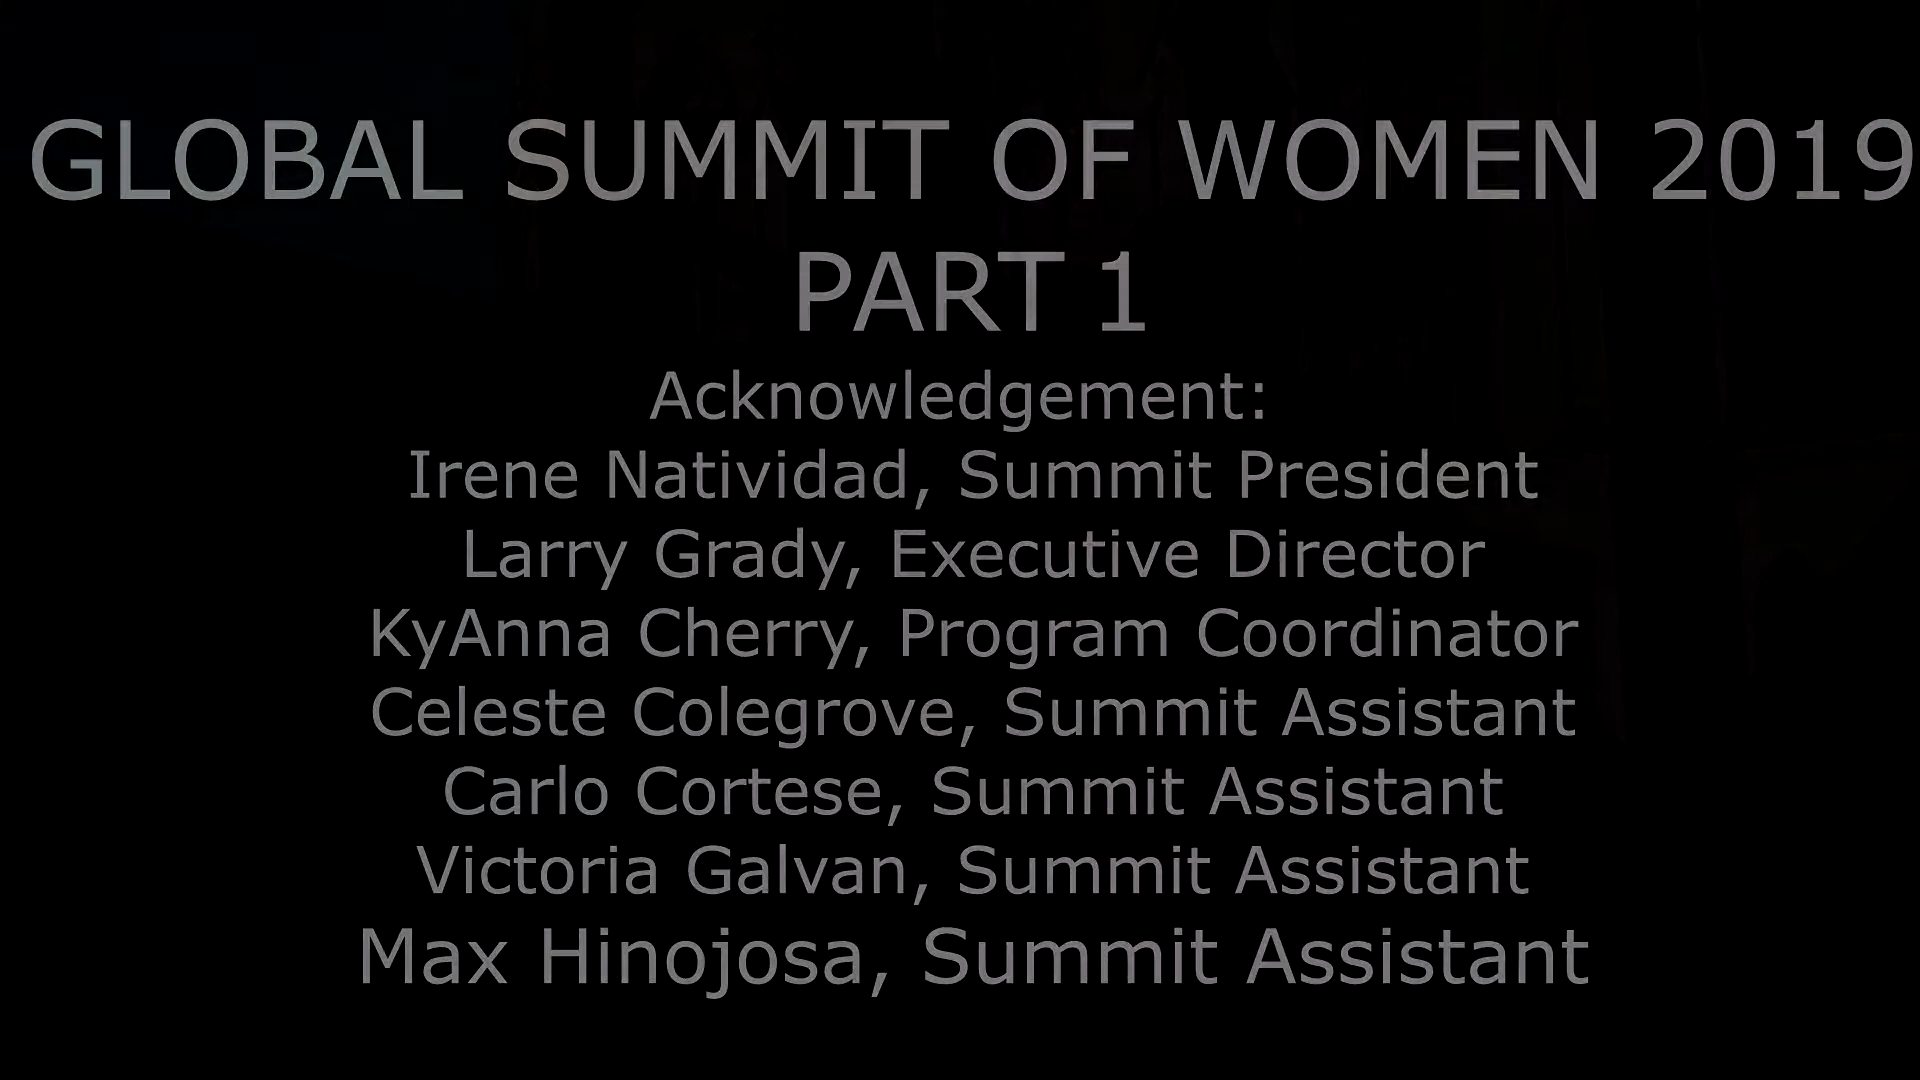 GLOBAL SUMMIT OF WOMEN 2019
PART 1
Acknowledgement:
Irene Natividad, Summit President
Larry Grady, Executive Director
KyAnna Cherry, Program Coordinator
Celeste Colegrove, Summit Assistant
Carlo Cortese, Summit Assistant
Victoria Galvan, Summit Assistant
Max Hinojosa, Summit Assistant